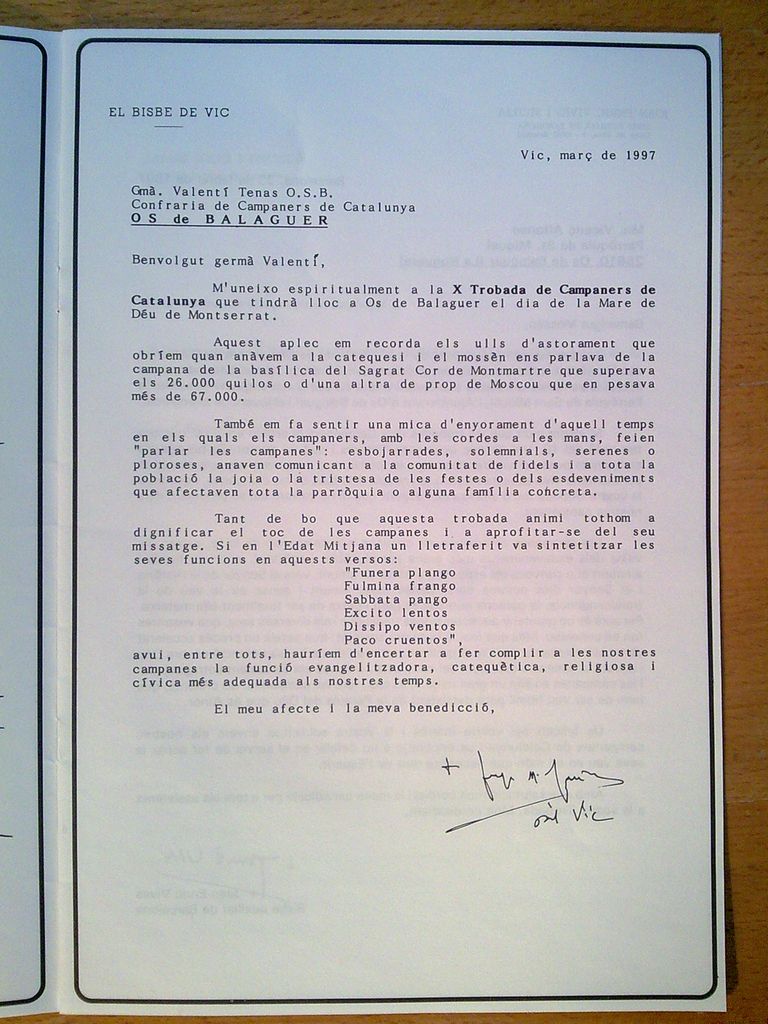 EL BISBE DE VIC
Vic, març de 1997
Gmà. Valentí Tenas O.S.B.
Confraria de Campaners de Catalunya
OS de BALAGUER
Benvolgut germà Valentí,
M'uneixo espiritualment a la X Trobada de Campaners de
Catalunya que tindrà lloc a Os de Balaguer el dia de la Mare de
Déu de Montserrat.
Aquest aplec em recorda els ulls d'astorament que
obríem quan anàvem a la catequesi i el mossèn ens parlava de la
campana de la basílica del Sagrat Cor de Montmartre que superava
els 26.000 quilos o d'una altra de prop de Moscou que en pesava
més de 67.000.
També em fa sentir una mica d'enyorament d'aquell temps
en els quals els campaners, amb les cordes a les mans, feien
"parlar les campanes": esbojarrades, solemnials, serenes o
ploroses, anaven comunicant a la comunitat de fidels i a tota la
població la joia o la tristesa de les festes o dels esdeveniments
que afectaven tota la parròquia o alguna família concreta.
Tant de bo que aquesta trobada animi tothom a
dignificar el toc de les campanes i a aprofitar-se del seu
missatge. Si en l'Edat Mitjana un lletraferit va sintetitzar les
seves funcions en aquests versos:
"Funera plango
Fulmina frango
Sabbata pango
Excito lentos
Dissipo ventos
Paco cruentos",
avui, entre tots, hauríem d'encertar a fer complir a les nostres
campanes la funció evangelitzadora, catequètica, religiosa i
cívica més adequada als nostres temps.
El meu afecte i la meva benedicció,